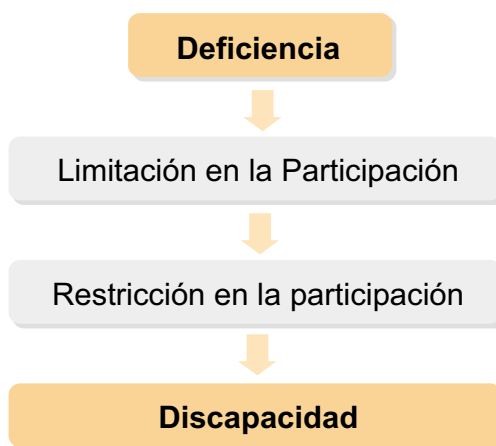 Deficiencia
Limitación en la Participación
Restricción en la participación
Discapacidad